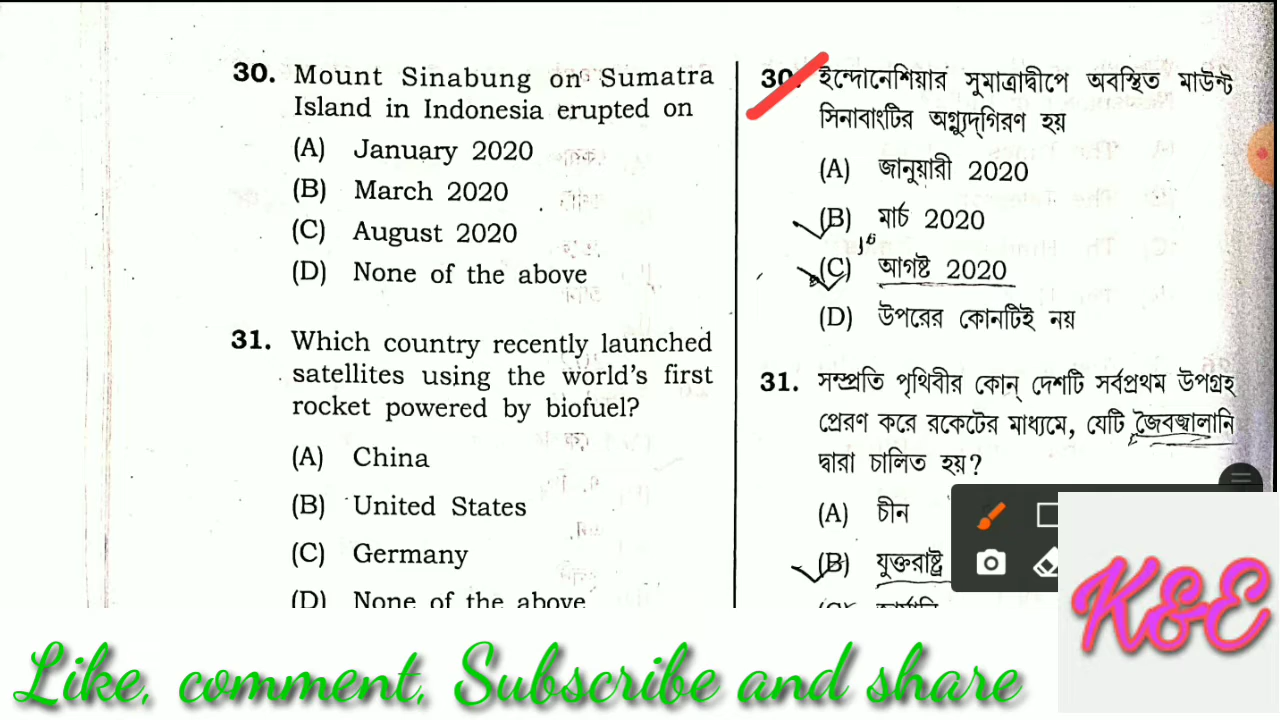 30. Mount Sinabung on Sumatra
Island in Indonesia erupted on
(A) January 2020
(B) March 2020
(C) August 2020
(D) None of the above
31. Which country recently launched
satellites using the world's first
rocket powered by biofuel?
(A) China
(B) United States
(C) Germany
(D) None of the above
30. ইন্দোনেশিয়ার সুমাত্রাদ্বীপে অবস্থিত মাউন্ট
সিনাবাংটির অগ্ন্যুদ্‌গিরণ হয়
(A) জানুয়ারী 2020
(B) মার্চ 2020
(C) আগষ্ট 2020
(D) উপরের কোনটিই নয়
31. সম্প্রতি পৃথিবীর কোন্ দেশটি সর্বপ্রথম উপগ্রহ
প্রেরণ করে রকেটের মাধ্যমে, যেটি জৈবজ্বালানি
দ্বারা চালিত হয়?
(A) চীন
(B) যুক্তরাষ্ট্র
K&E
Like, comment, Subscribe and share